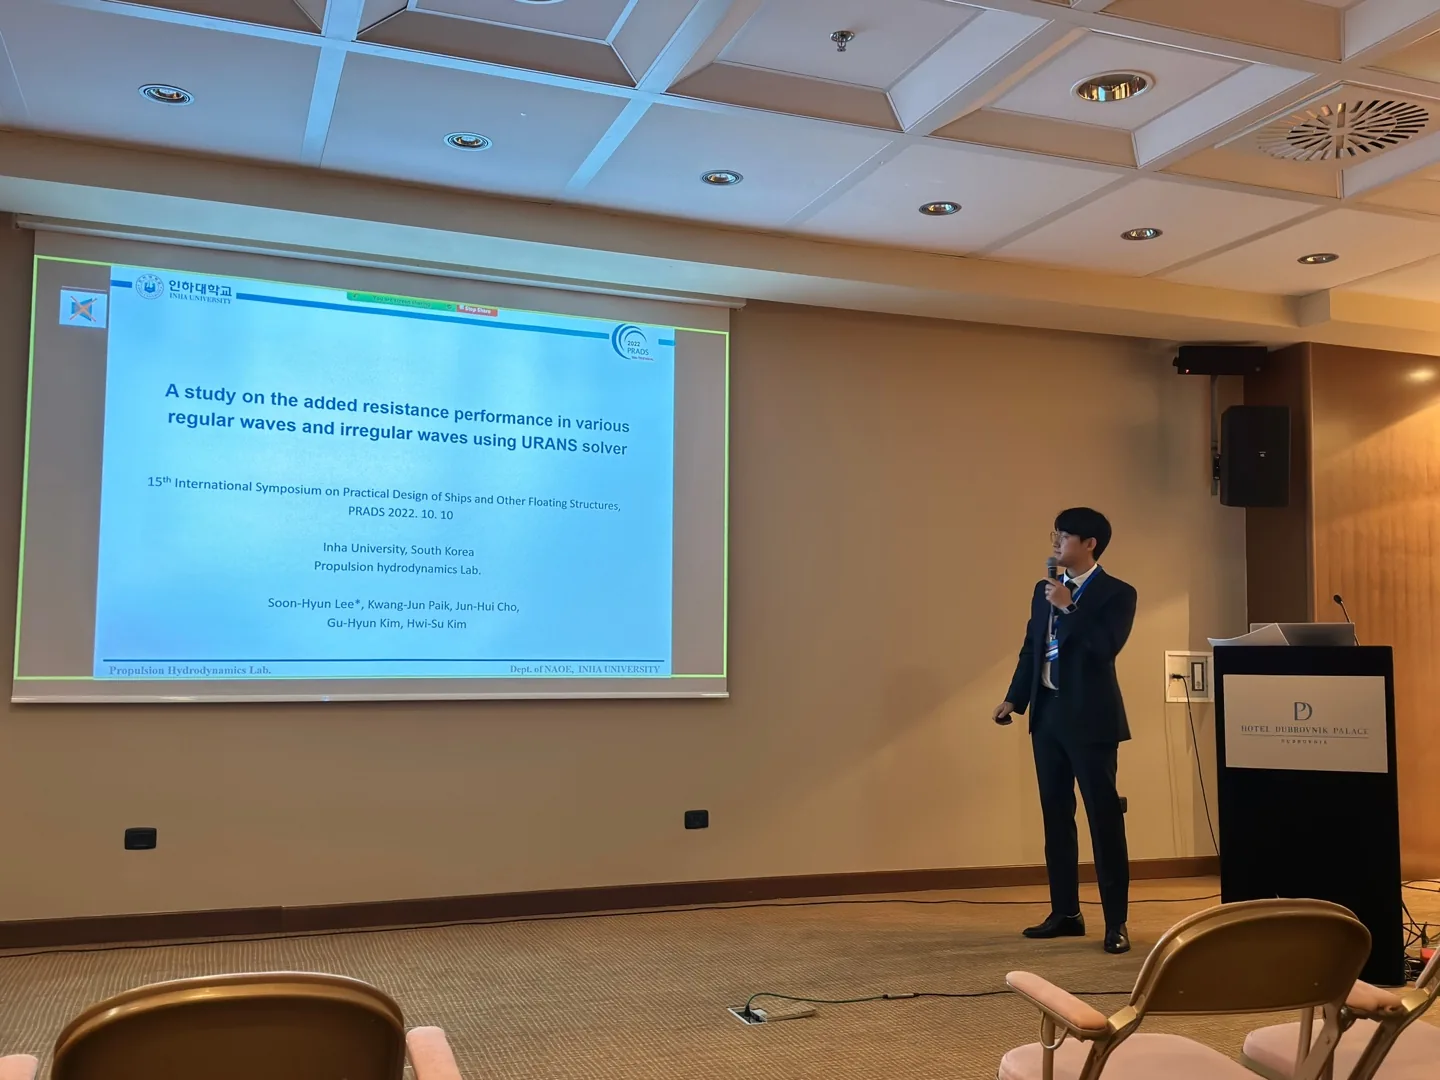 인하대학교
INHA UNIVERSITY
Stop Share
2022
PRADS
A study on the added resistance performance in various
regular waves and irregular waves using URANS solver
15th International Symposium on Practical Design of Ships and Other Floating Structures,
PRADS 2022. 10. 10
Inha University, South Korea
Propulsion hydrodynamics Lab.
Soon-Hyun Lee*, Kwang-Jun Paik, Jun-Hui Cho,
Gu-Hyun Kim, Hwi-Su Kim
Propulsion Hydrodynamics Lab.
Dept. of NAOE, INHA UNIVERSITY
HOTEL DUBROVNIK PALACE
DUBROVNIK